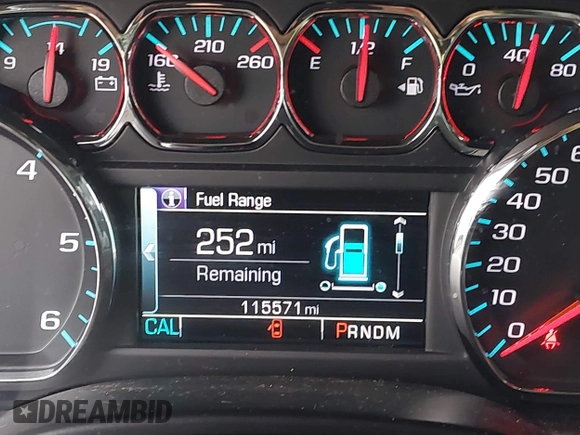 9 14 19
160 210 260
E 1/2 F
0 40 80
4
5
6
Fuel Range
252 mi
Remaining
115571 mi
CAL
PRNDM
50
40
30
20
10
0
DREAMBID